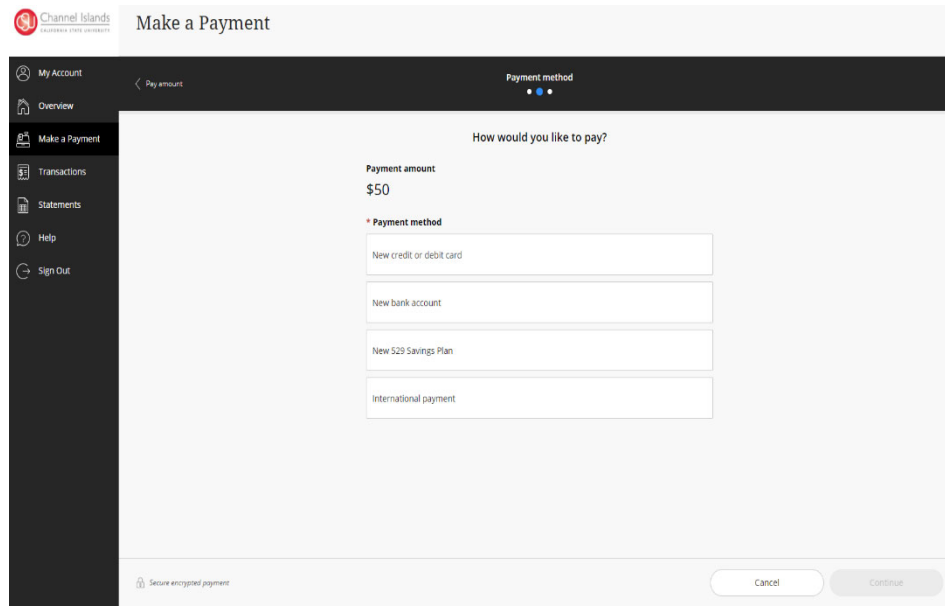 CSU Channel Islands
CALIFORNIA STATE UNIVERSITY
Make a Payment
My Account
Overview
Make a Payment
Transactions
Statements
Help
Sign Out
Pay amount
Payment method
How would you like to pay?
Payment amount
$50
* Payment method
New credit or debit card
New bank account
New 529 Savings Plan
International payment
Secure encrypted payment
Cancel
Continue